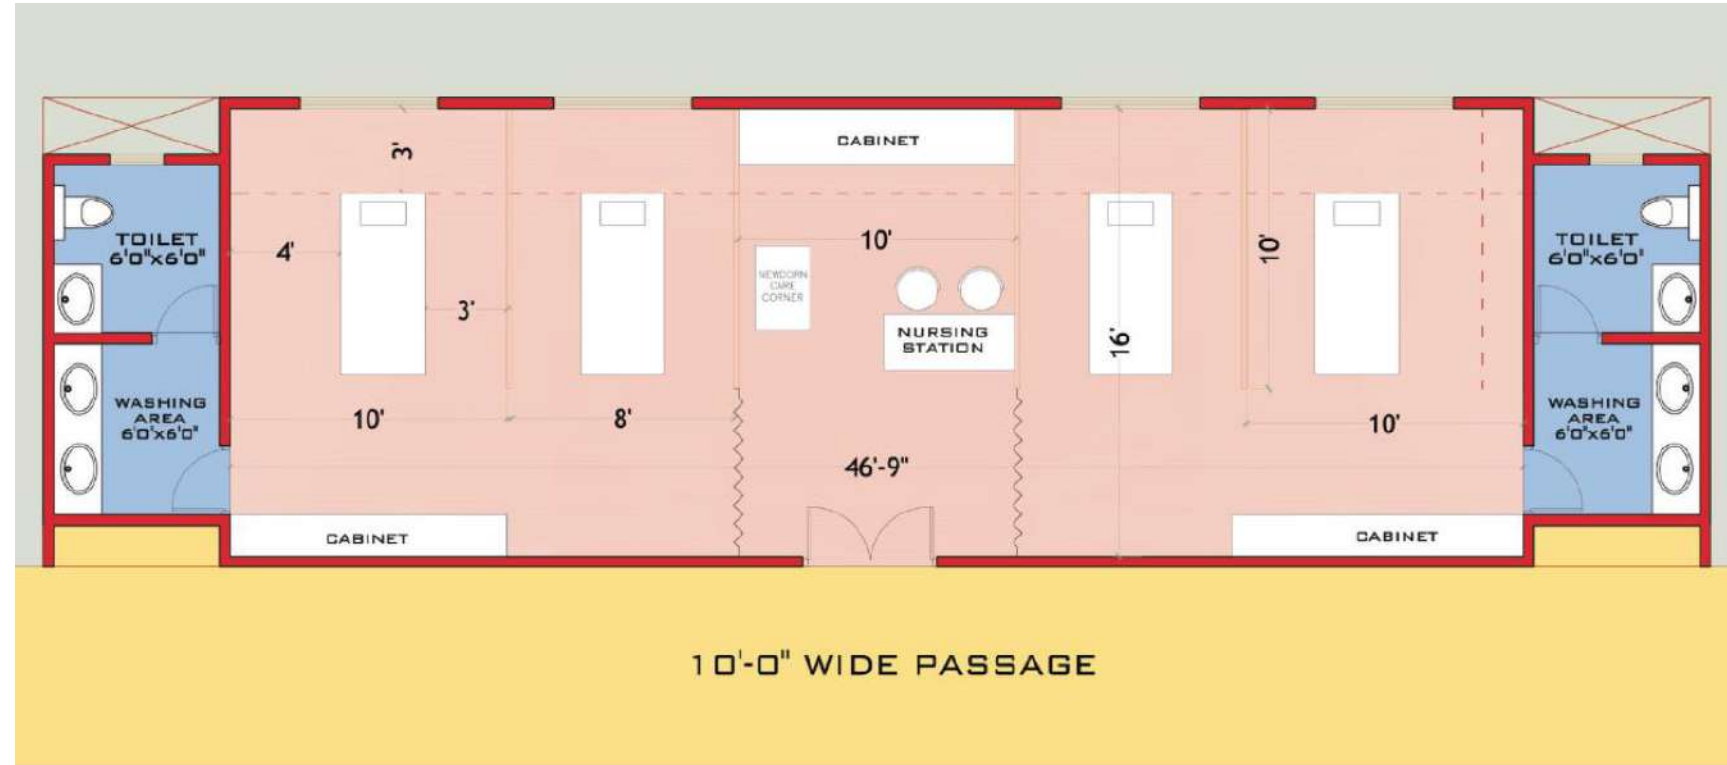 CABINET
3'
TOILET
6'0"x6'0"
4'
10'
10'
TOILET
6'0"x6'0"
NEWDORN
CARE
CORNER
3'
NURSING
STATION
16'
WASHING
AREA
6'0"x6'0"
10'
8'
10'
WASHING
AREA
6'0"x6'0"
46'-9"
CABINET
CABINET
10'-0" WIDE PASSAGE